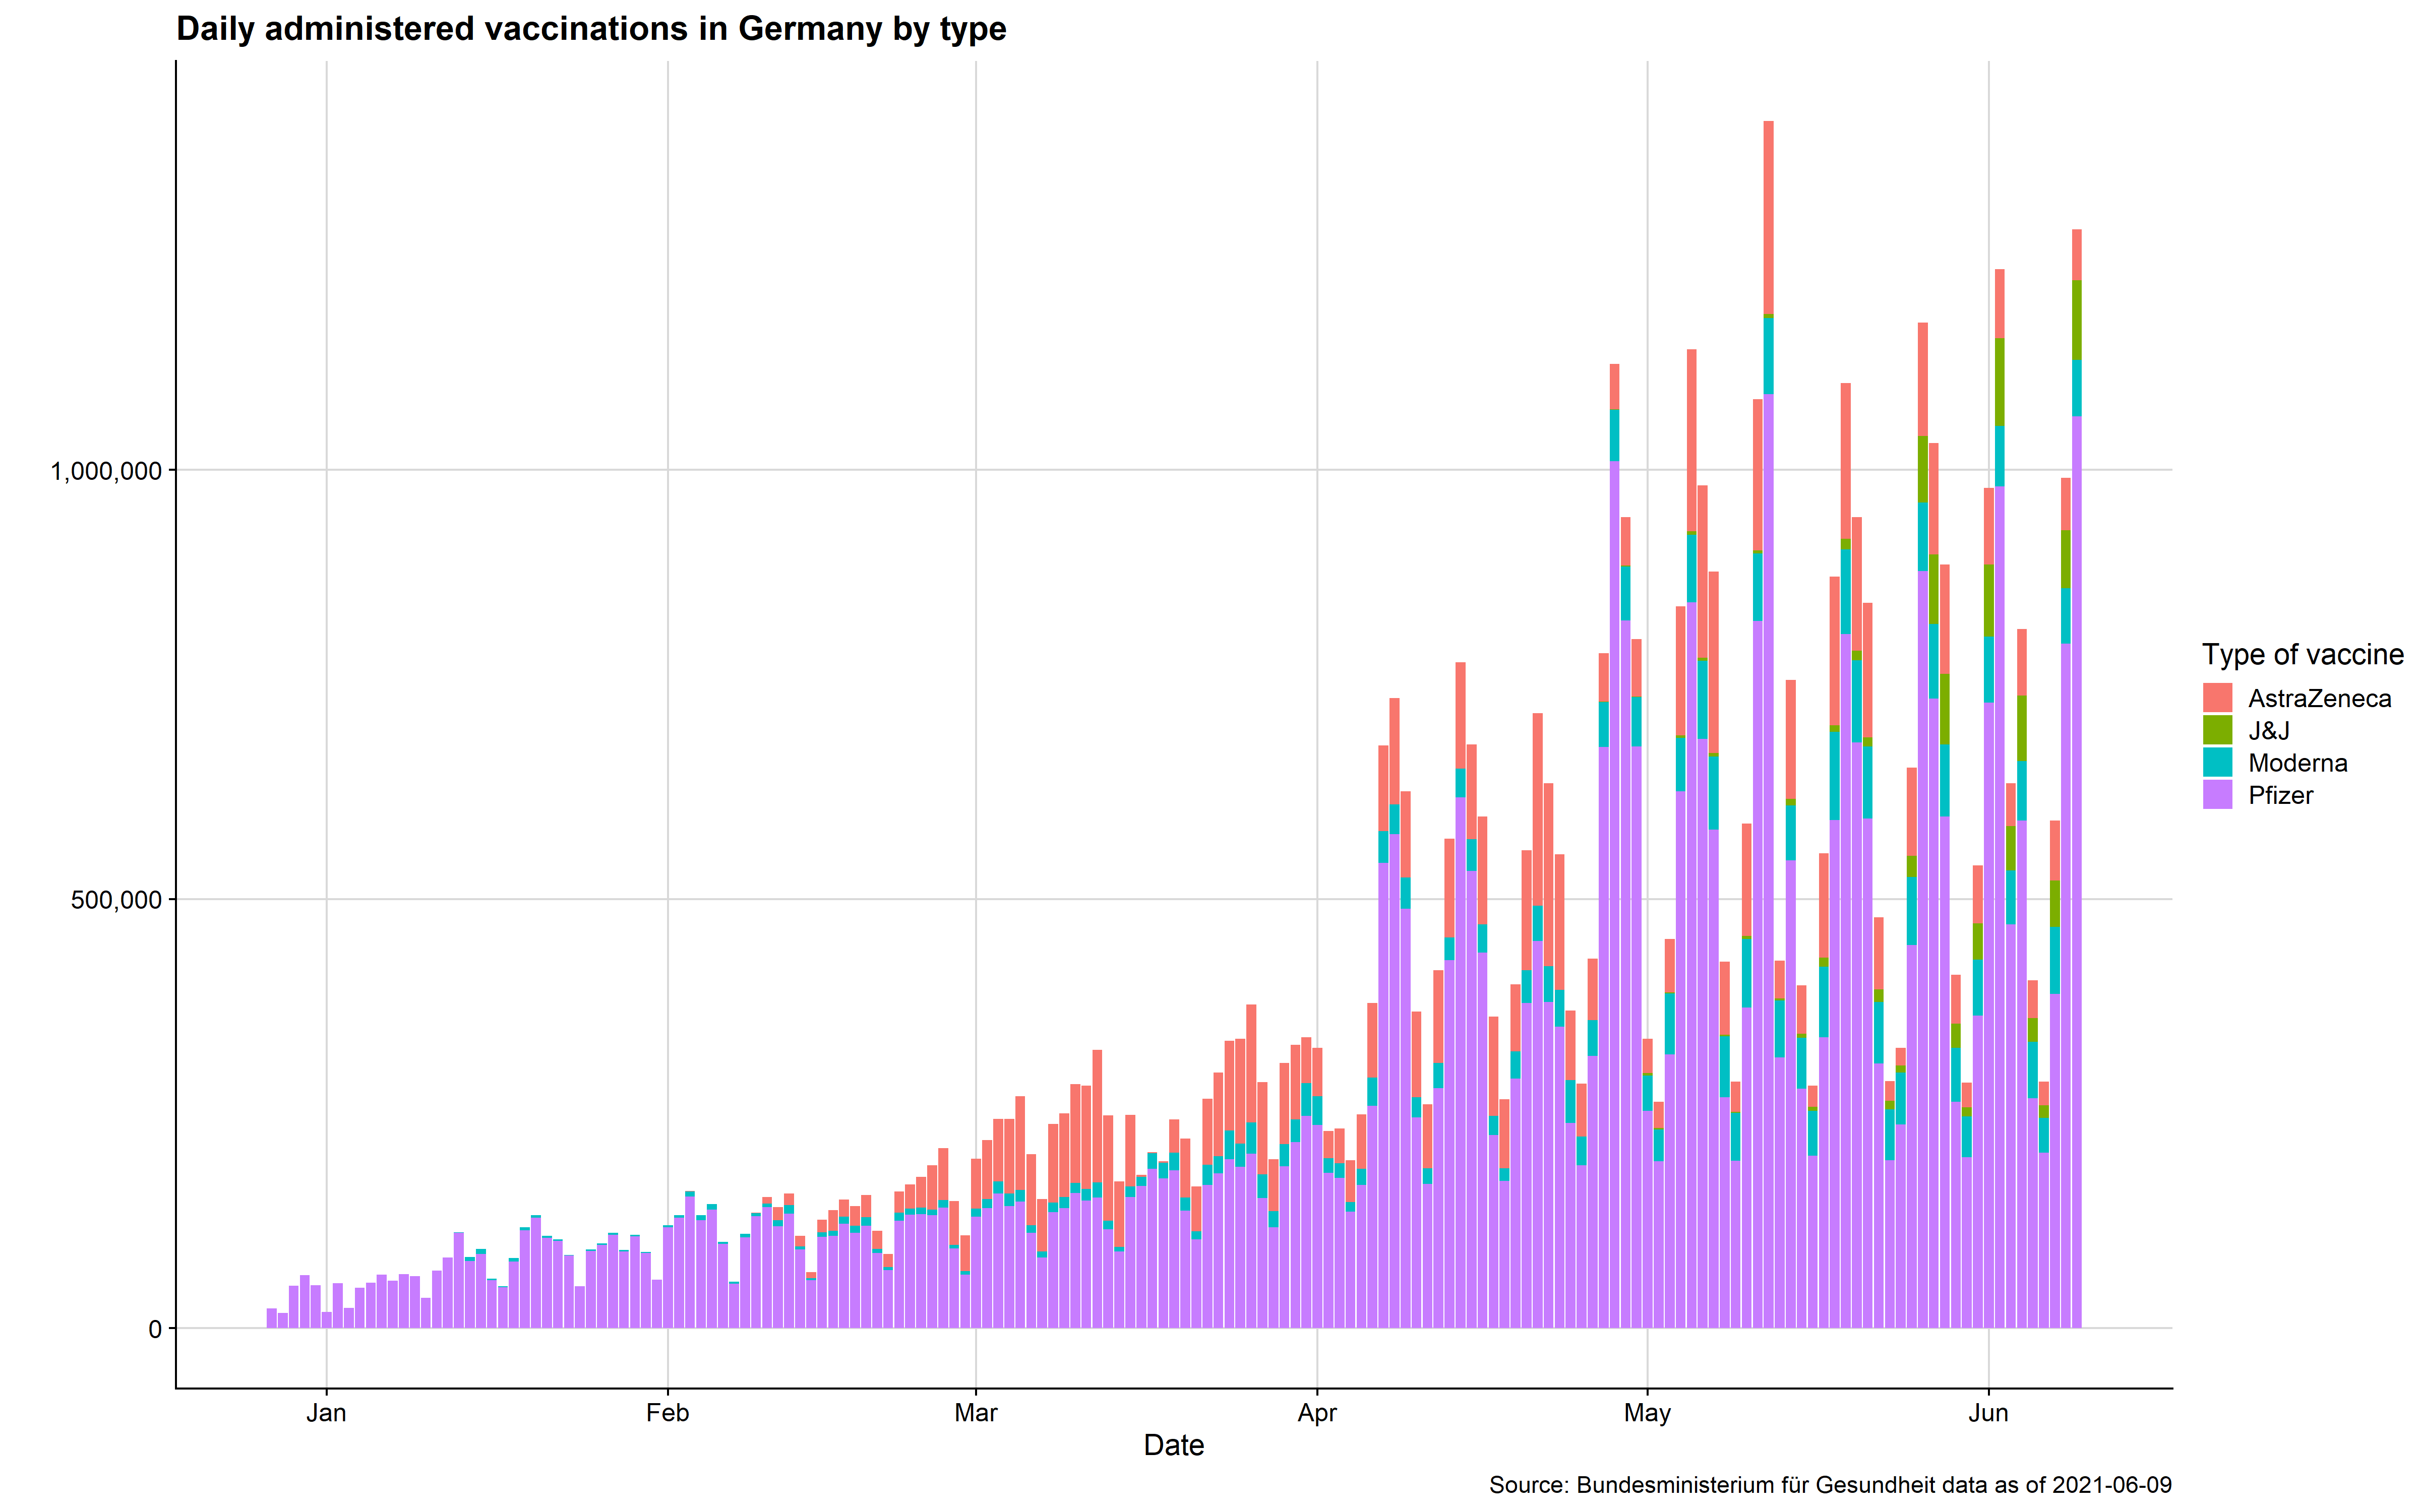 Daily administered vaccinations in Germany by type
1,000,000
500,000
0
Jan Feb Mar Apr May Jun
Date
Type of vaccine
AstraZeneca
J&J
Moderna
Pfizer
Source: Bundesministerium für Gesundheit data as of 2021-06-09